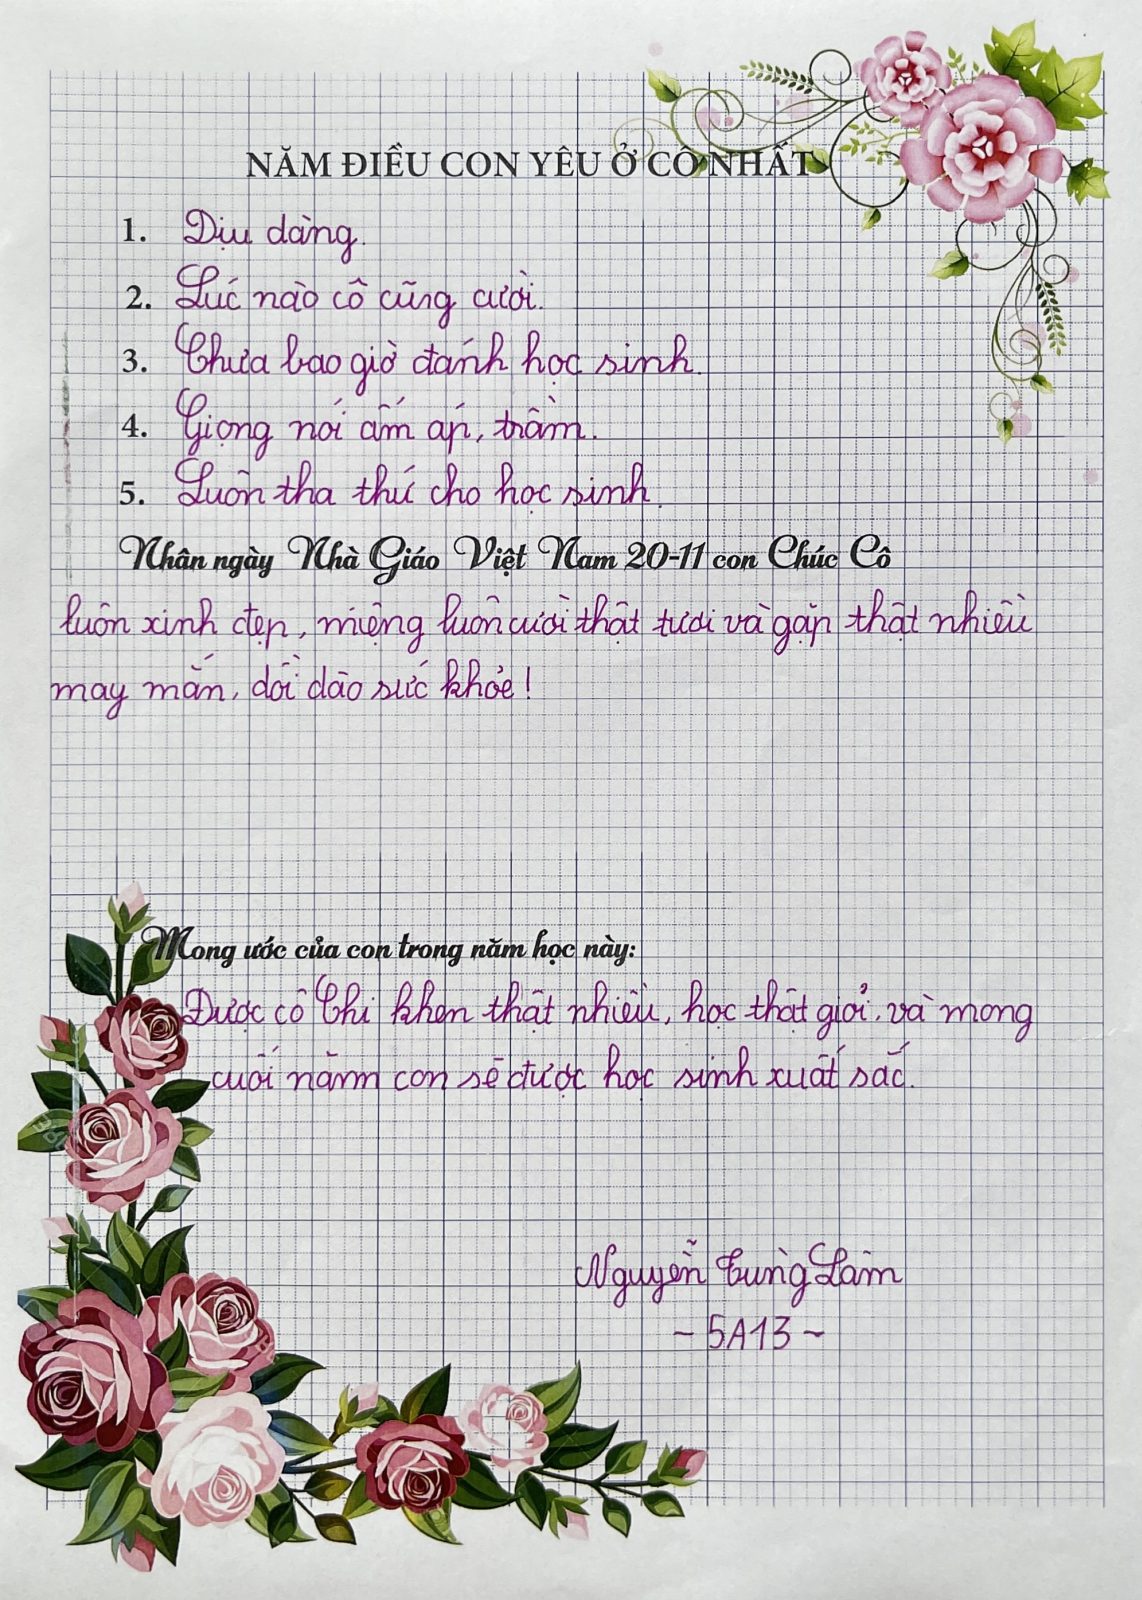 NĂM ĐIỀU CON YÊU Ở CÔ NHẤT
1. Dịu dàng.
2. Lúc nào cô cũng cười.
3. Chưa bao giờ đánh học sinh.
4. Giọng nói ấm áp, trầm.
5. Luôn tha thứ cho học sinh.
Nhân ngày Nhà Giáo Việt Nam 20-11 con Chúc Cô
luôn xinh đẹp, miệng luôn cười thật tươi và gặp thật nhiều
may mắn, dồi dào sức khỏe!
Mong ước của con trong năm học này:
Được cô Chi khen thật nhiều, học thật giỏi, và mong
cuối năm con sẽ được học sinh xuất sắc.
Nguyễn Tùng Lâm
~ 5A13 ~